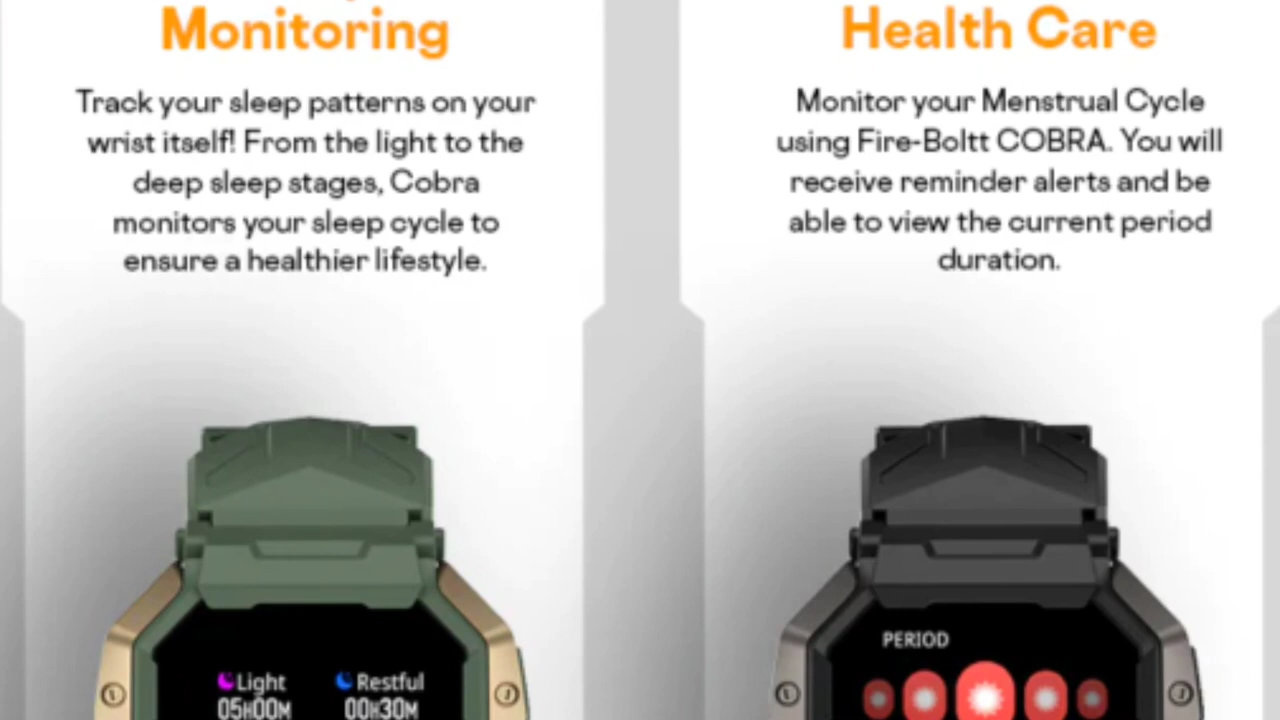 Monitoring
Track your sleep patterns on your
wrist itself! From the light to the
deep sleep stages, Cobra
monitors your sleep cycle to
ensure a healthier lifestyle.
Light Restful
05H00M 00H30M
Health Care
Monitor your Menstrual Cycle
using Fire-Boltt COBRA. You will
receive reminder alerts and be
able to view the current period
duration.
PERIOD